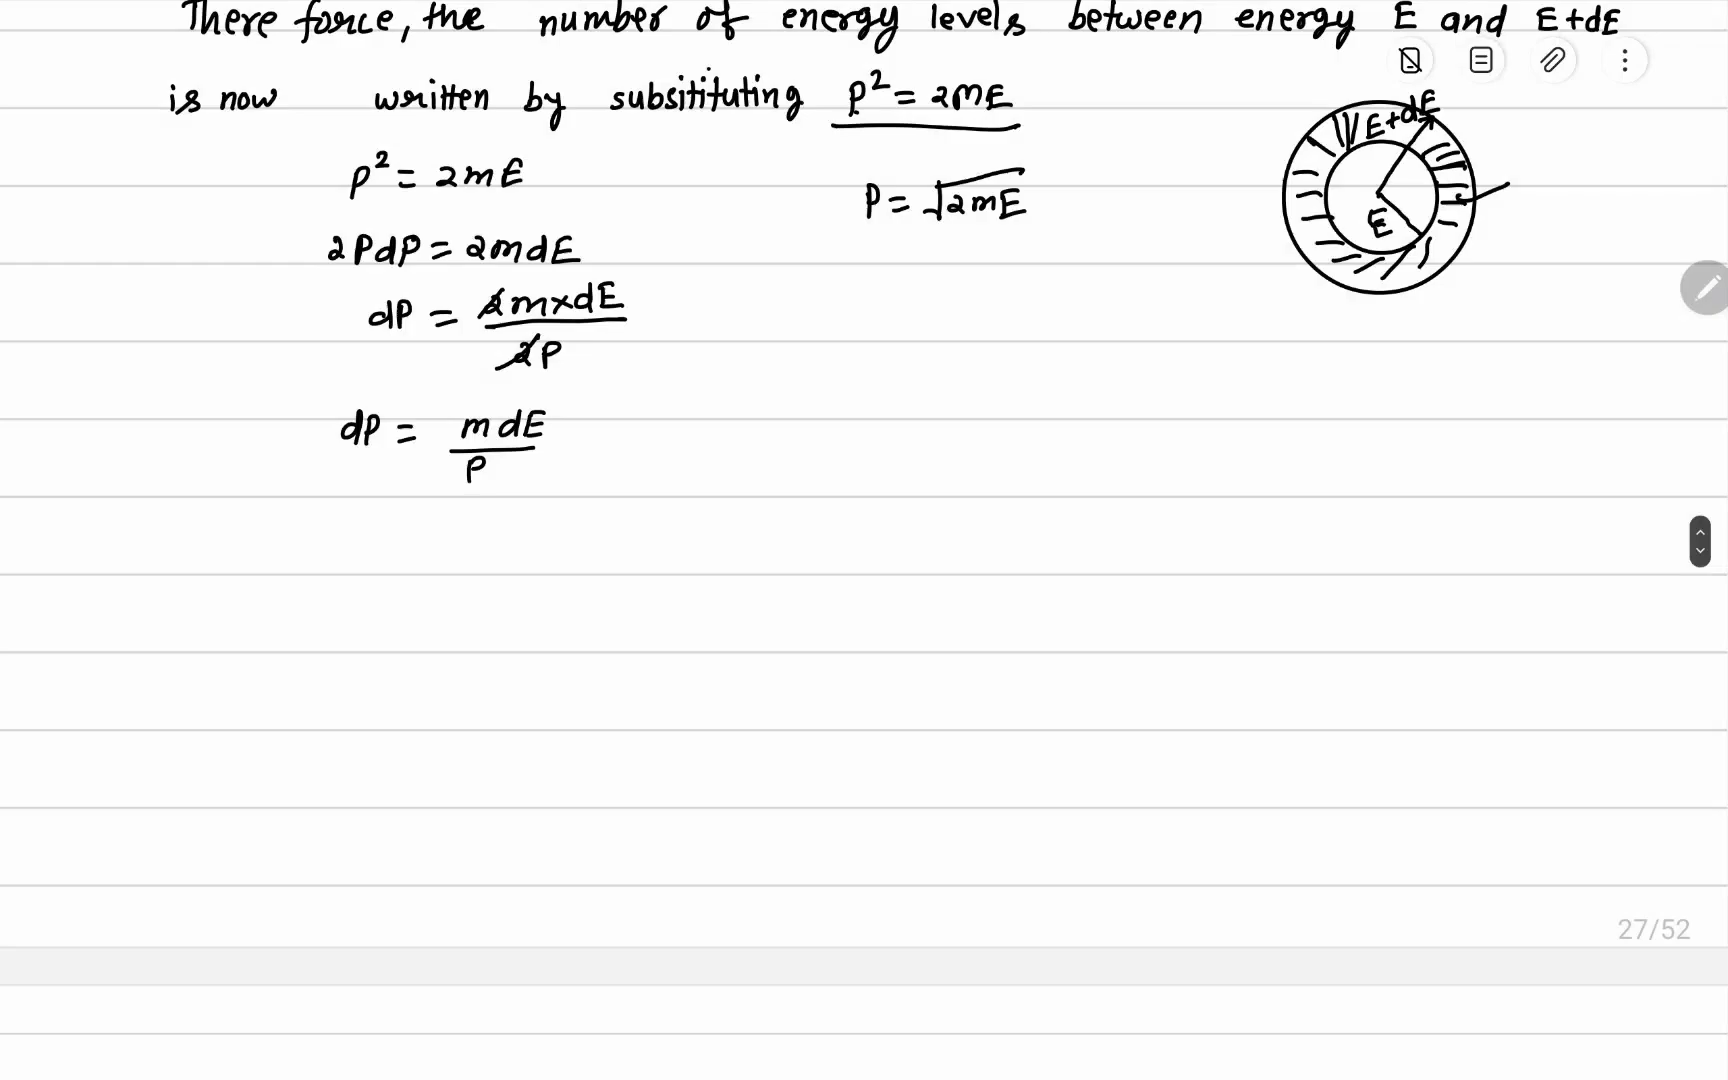 There force, the number of energy levels between energy E and E+dE
is now written by subsitituting P² = 2mE
P² = 2mE
P = √2mE
2PdP = 2mdE
dP = 2m×dE / 2P
dP = mdE / P
E+dE
E
27/52